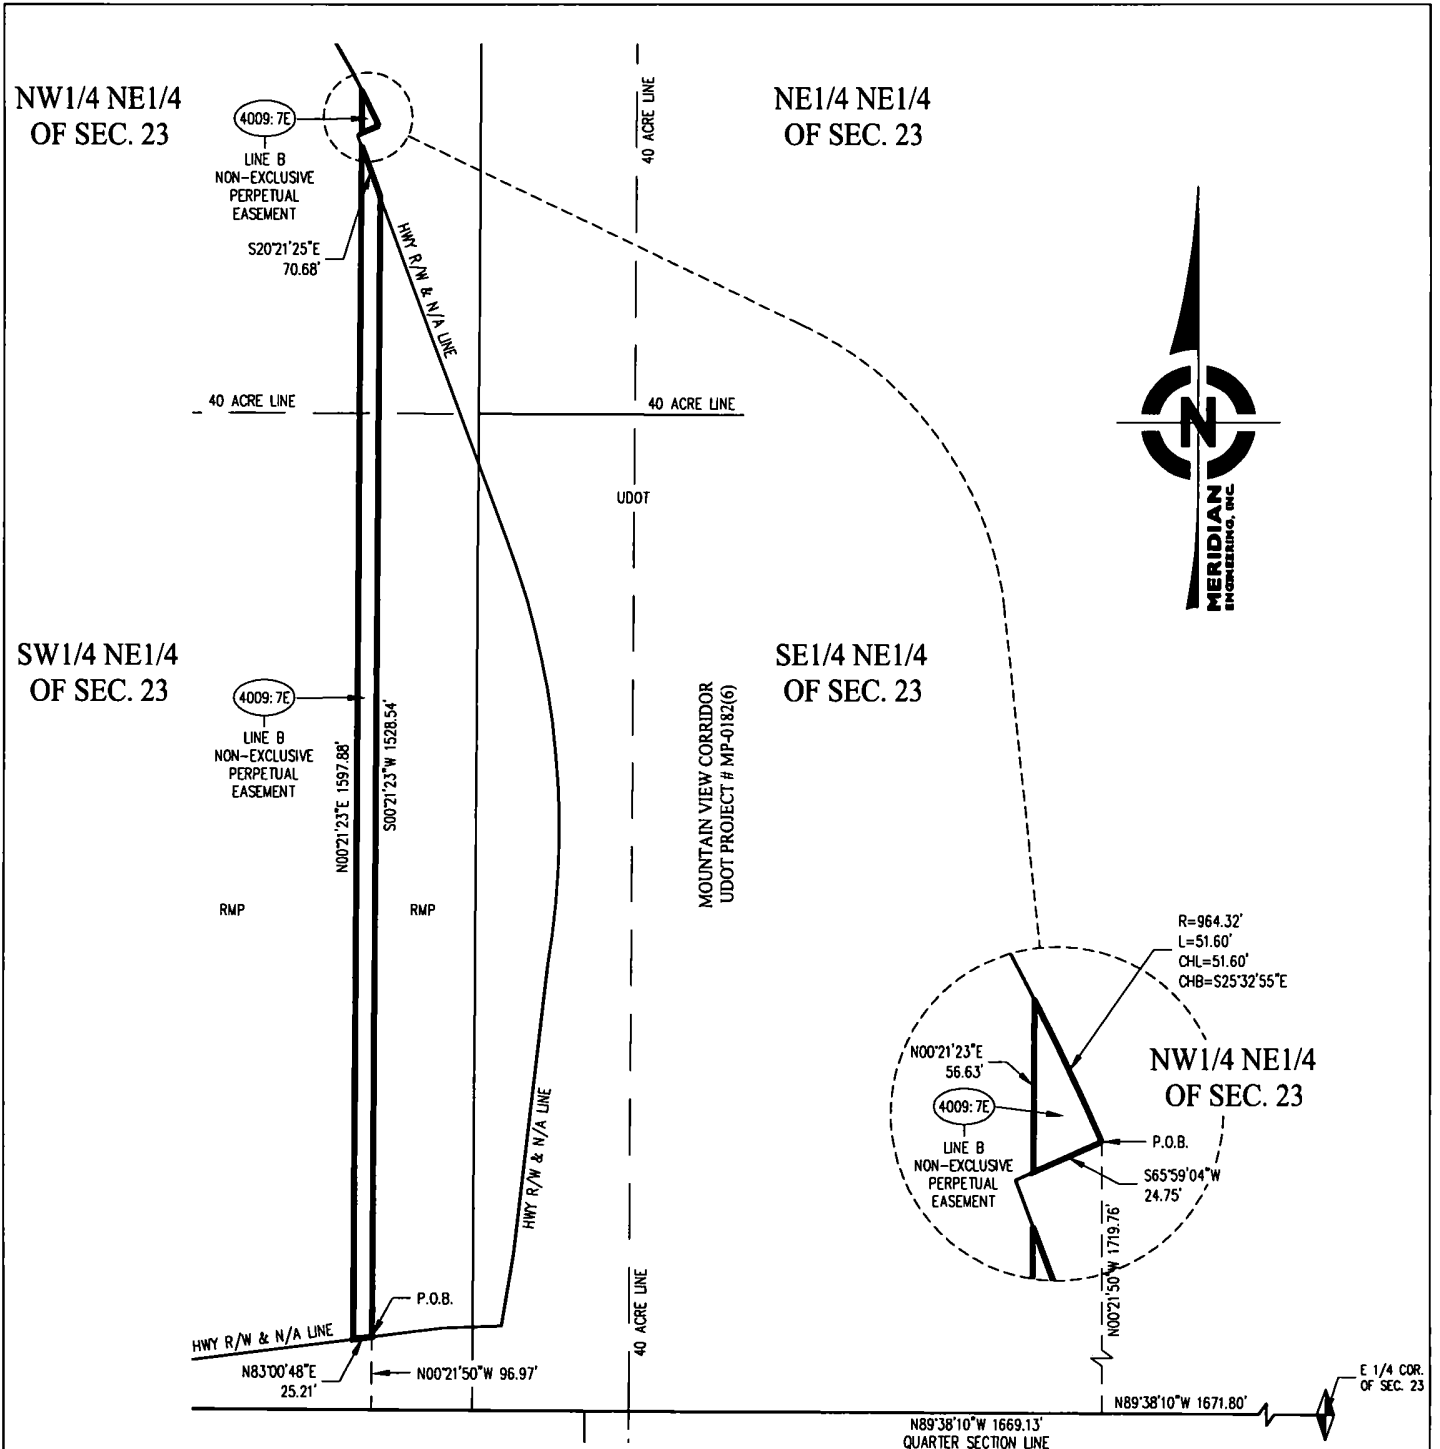 NW1/4 NE1/4
OF SEC. 23
4009: 7E
LINE B
NON-EXCLUSIVE
PERPETUAL
EASEMENT
S20°21'25"E
70.68'
HWY R/W & N/A LINE
40 ACRE LINE
NE1/4 NE1/4
OF SEC. 23
40 ACRE LINE
40 ACRE LINE
UDOT
N
MERIDIAN
ENGINEERING, INC.
SW1/4 NE1/4
OF SEC. 23
4009: 7E
LINE B
NON-EXCLUSIVE
PERPETUAL
EASEMENT
N00°21'23"E 1597.88'
S00°21'23"W 1528.54'
SE1/4 NE1/4
OF SEC. 23
MOUNTAIN VIEW CORRIDOR
UDOT PROJECT # MP-0182(6)
RMP
RMP
R=964.32'
L=51.60'
CHL=51.60'
CHB=S25°32'55"E
N00°21'23"E
56.63'
4009: 7E
LINE B
NON-EXCLUSIVE
PERPETUAL
EASEMENT
NW1/4 NE1/4
OF SEC. 23
P.O.B.
S65°59'04"W
24.75'
N00°21'50"W 1719.76'
HWY R/W & N/A LINE
40 ACRE LINE
P.O.B.
HWY R/W & N/A LINE
N83°00'48"E
25.21'
N00°21'50"W 96.97'
E 1/4 COR.
OF SEC. 23
N89°38'10"W 1671.80'
N89°38'10"W 1669.13'
QUARTER SECTION LINE